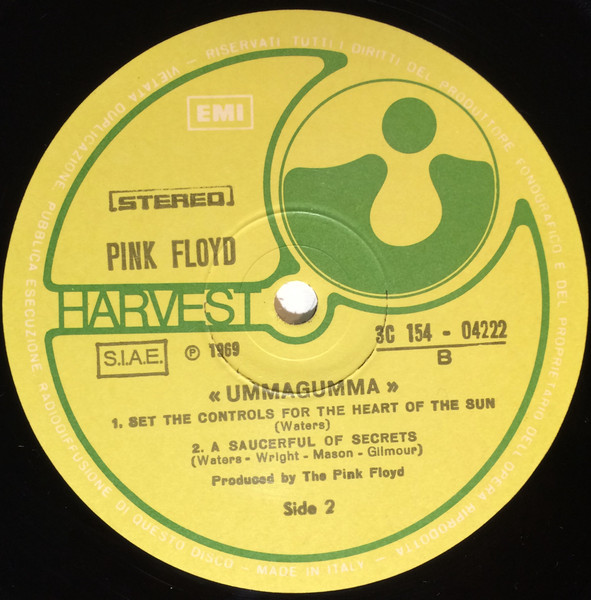 EMI
[STEREO]
PINK FLOYD
HARVEST
S.I.A.E.
℗ 1969
3C 154 - 04222
B
« UMMAGUMMA »
1. SET THE CONTROLS FOR THE HEART OF THE SUN
(Waters)
2. A SAUCERFUL OF SECRETS
(Waters - Wright - Mason - Gilmour)
Produced by The Pink Floyd
Side 2
RISERVATI TUTTI I DIRITTI DEL PRODUTTORE FONOGRAFICO E DEL PROPRIETARIO DELL'OPERA RIPRODOTTA - MADE IN ITALY - VIETATA DUPLICAZIONE PUBBLICA ESECUZIONE RADIODIFFUSIONE DI QUESTO DISCO -